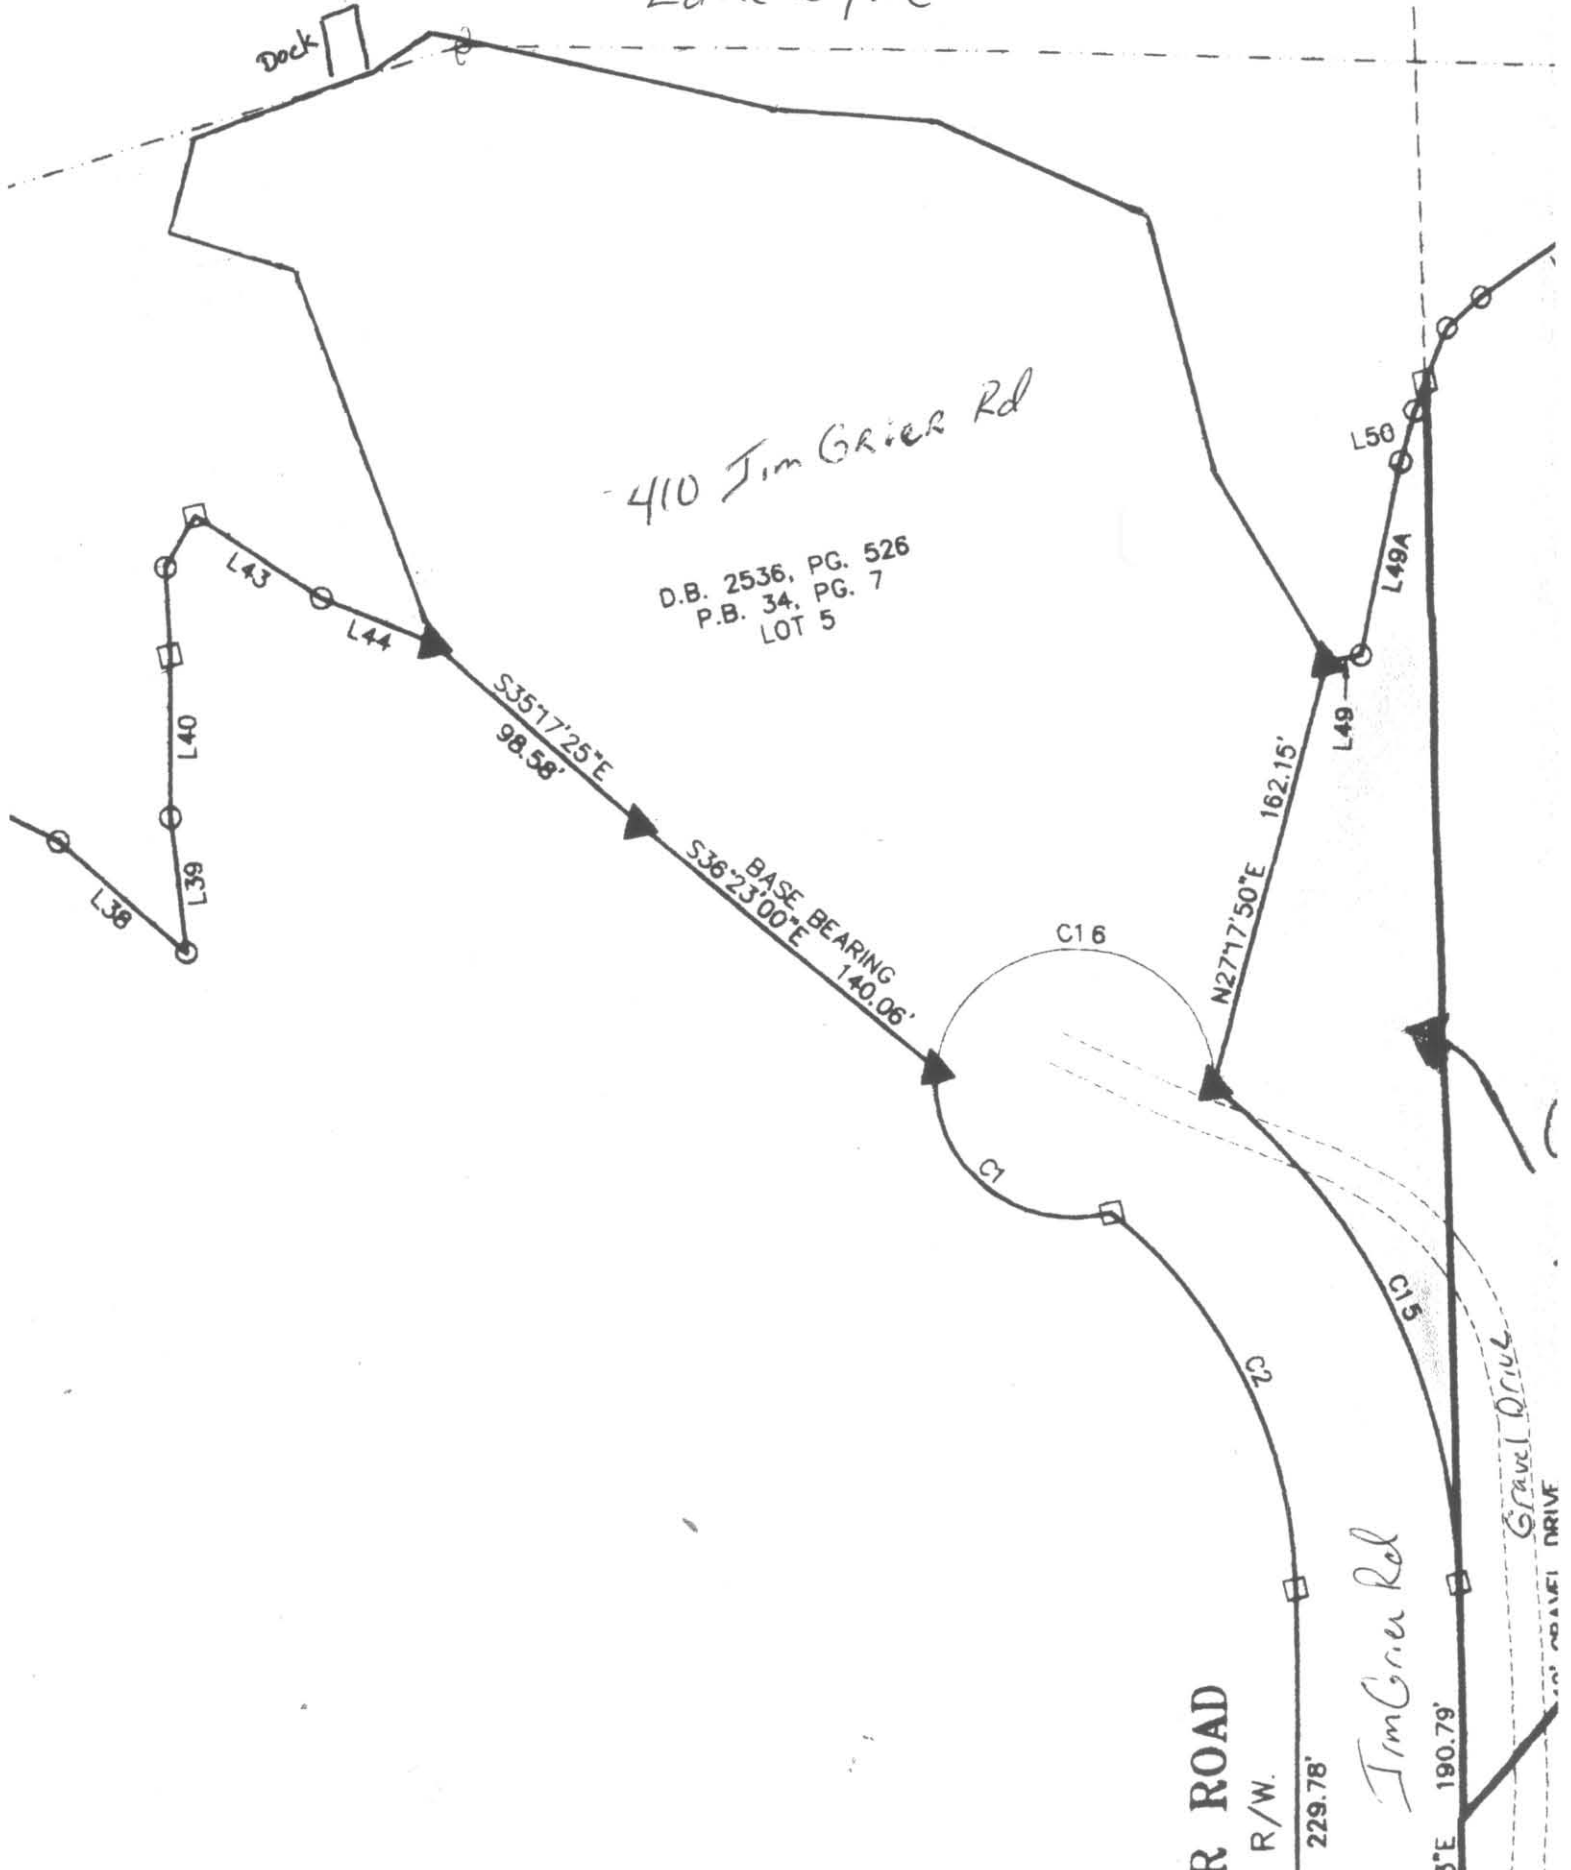 Dock
410 Jim Grier Rd
D.B. 2536, PG. 526
P.B. 34, PG. 7
LOT 5
L50
L49A
L49
L43
L44
L40
L39
L38
S35°17'25"E
98.58'
BASE BEARING
S36°23'00"E 140.06'
N27°17'50"E 162.15'
C16
C1
C2
C15
Gravel Drive
GRAVEL DRIVE
Jim Grier Rd
R ROAD
R/W.
229.78'
"E 190.79'